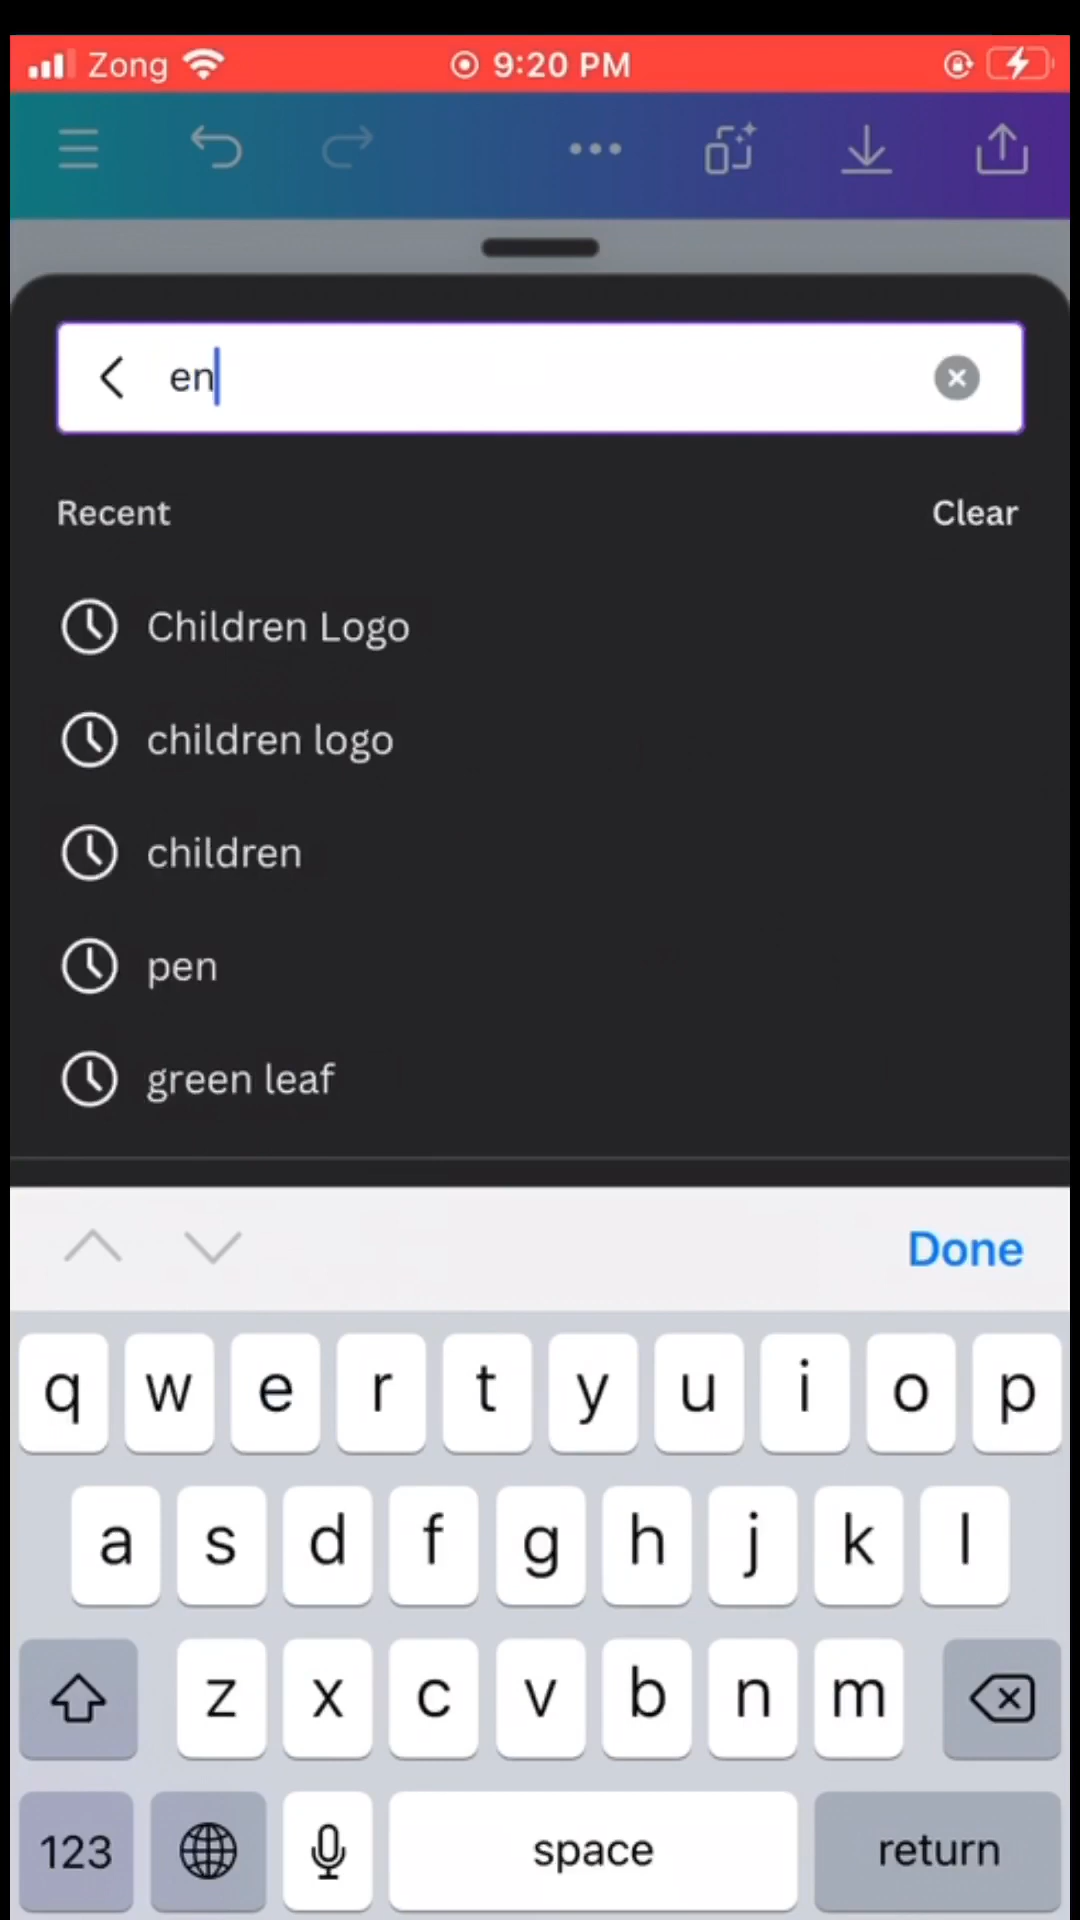 Zong 9:20 PM
en
Recent Clear
Children Logo
children logo
children
pen
green leaf
Done
q w e r t y u i o p
a s d f g h j k l
z x c v b n m
123 space return